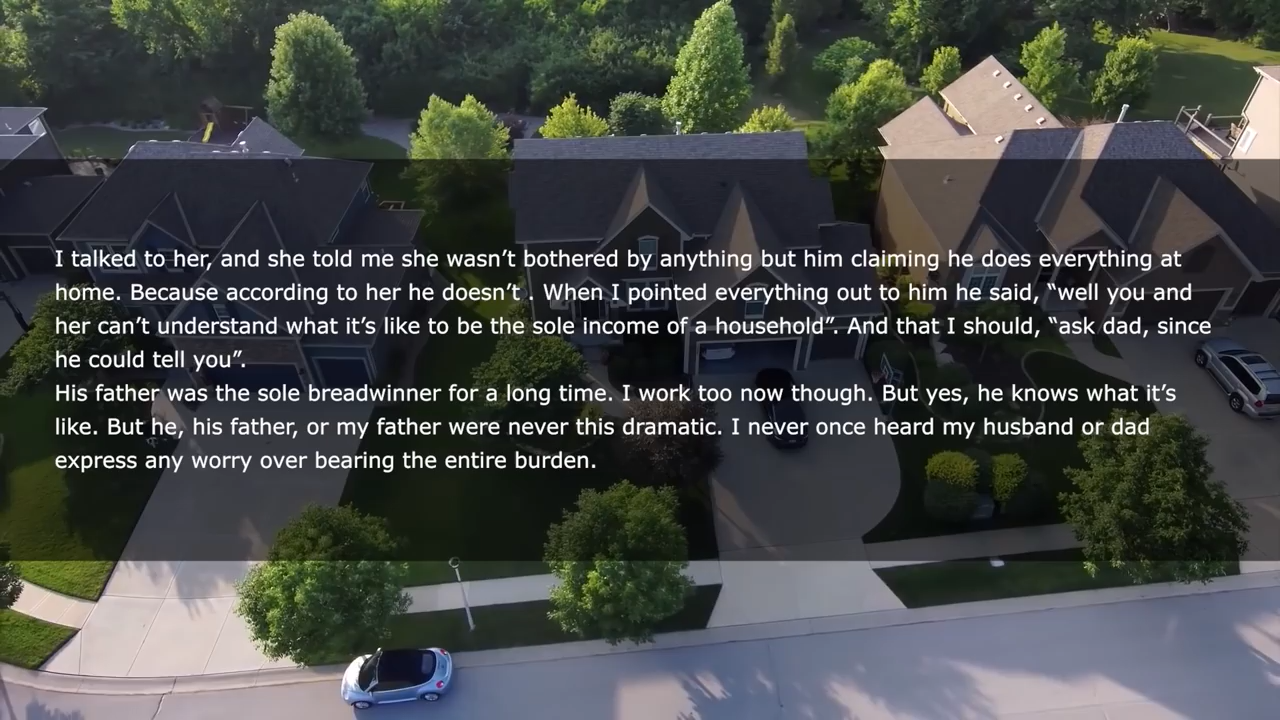 I talked to her, and she told me she wasn’t bothered by anything but him claiming he does everything at
home. Because according to her he doesn’t . When I pointed everything out to him he said, “well you and
her can’t understand what it’s like to be the sole income of a household”. And that I should, “ask dad, since
he could tell you”.
His father was the sole breadwinner for a long time. I work too now though. But yes, he knows what it’s
like. But he, his father, or my father were never this dramatic. I never once heard my husband or dad
express any worry over bearing the entire burden.